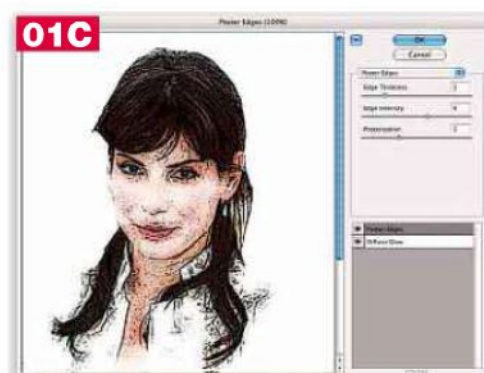 Poster Edges (100%)
01C
OK
Cancel
Poster Edges
Edge Thickness
Edge Intensity
Posterization
Poster Edges
Diffuse Glow